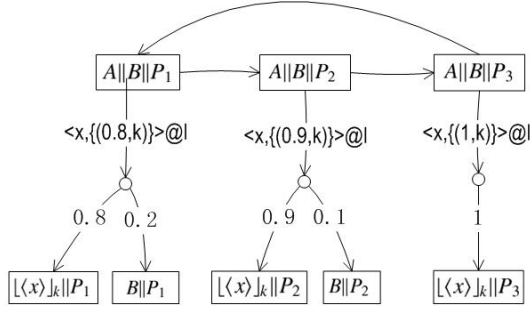 A||B||P₁ A||B||P₂ A||B||P₃
<x,{(0.8,k)}>@l <x,{(0.9,k)}>@l <x,{(1,k)}>@l
0.8 0.2 0.9 0.1 1
⌊⟨x⟩⌋ₖ||P₁ B||P₁ ⌊⟨x⟩⌋ₖ||P₂ B||P₂ ⌊⟨x⟩⌋ₖ||P₃